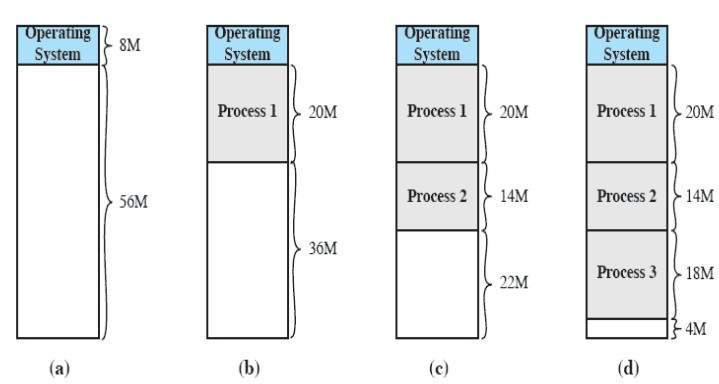 Operating
System
8M
56M
(a)
Operating
System
Process 1
20M
36M
(b)
Operating
System
Process 1
20M
Process 2
14M
22M
(c)
Operating
System
Process 1
20M
Process 2
14M
Process 3
18M
4M
(d)